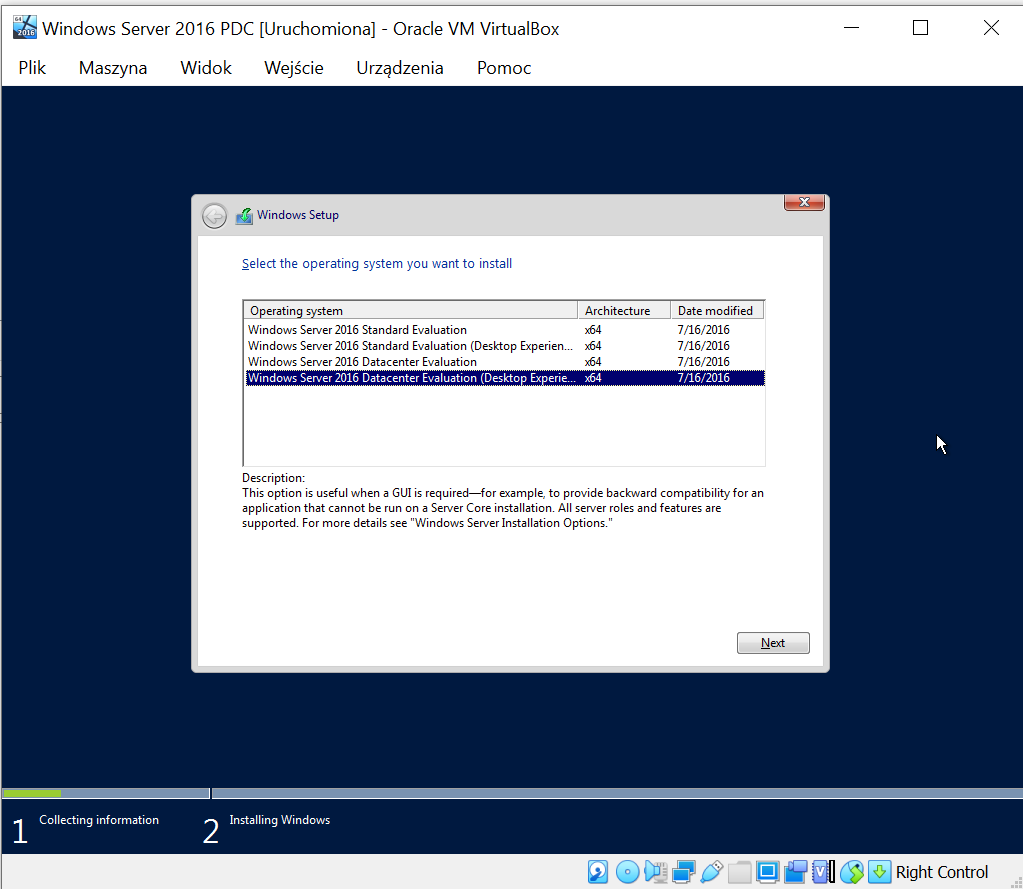 Windows Server 2016 PDC [Uruchomiona] - Oracle VM VirtualBox
Plik Maszyna Widok Wejście Urządzenia Pomoc
Windows Setup
Select the operating system you want to install
Operating system Architecture Date modified
Windows Server 2016 Standard Evaluation x64 7/16/2016
Windows Server 2016 Standard Evaluation (Desktop Experien... x64 7/16/2016
Windows Server 2016 Datacenter Evaluation x64 7/16/2016
Windows Server 2016 Datacenter Evaluation (Desktop Experie... x64 7/16/2016
Description:
This option is useful when a GUI is required—for example, to provide backward compatibility for an
application that cannot be run on a Server Core installation. All server roles and features are
supported. For more details see "Windows Server Installation Options."
Next
1 Collecting information 2 Installing Windows
Right Control